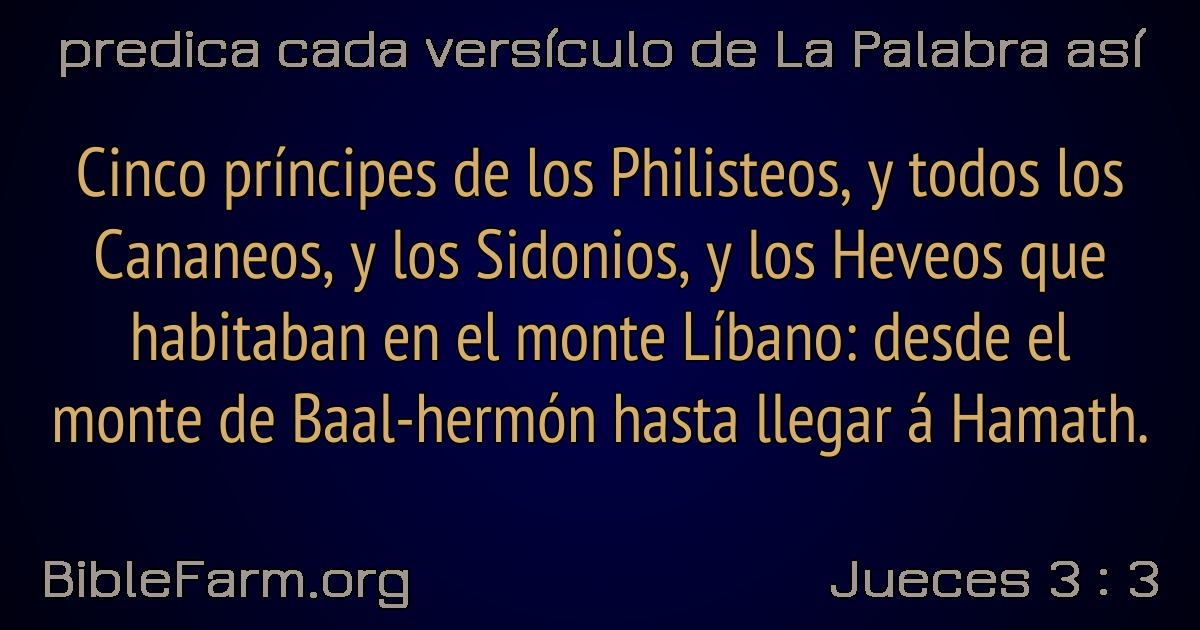 predica cada versículo de La Palabra así
Cinco príncipes de los Philisteos, y todos los
Cananeos, y los Sidonios, y los Heveos que
habitaban en el monte Líbano: desde el
monte de Baal-hermón hasta llegar á Hamath.
BibleFarm.org
Jueces 3 : 3